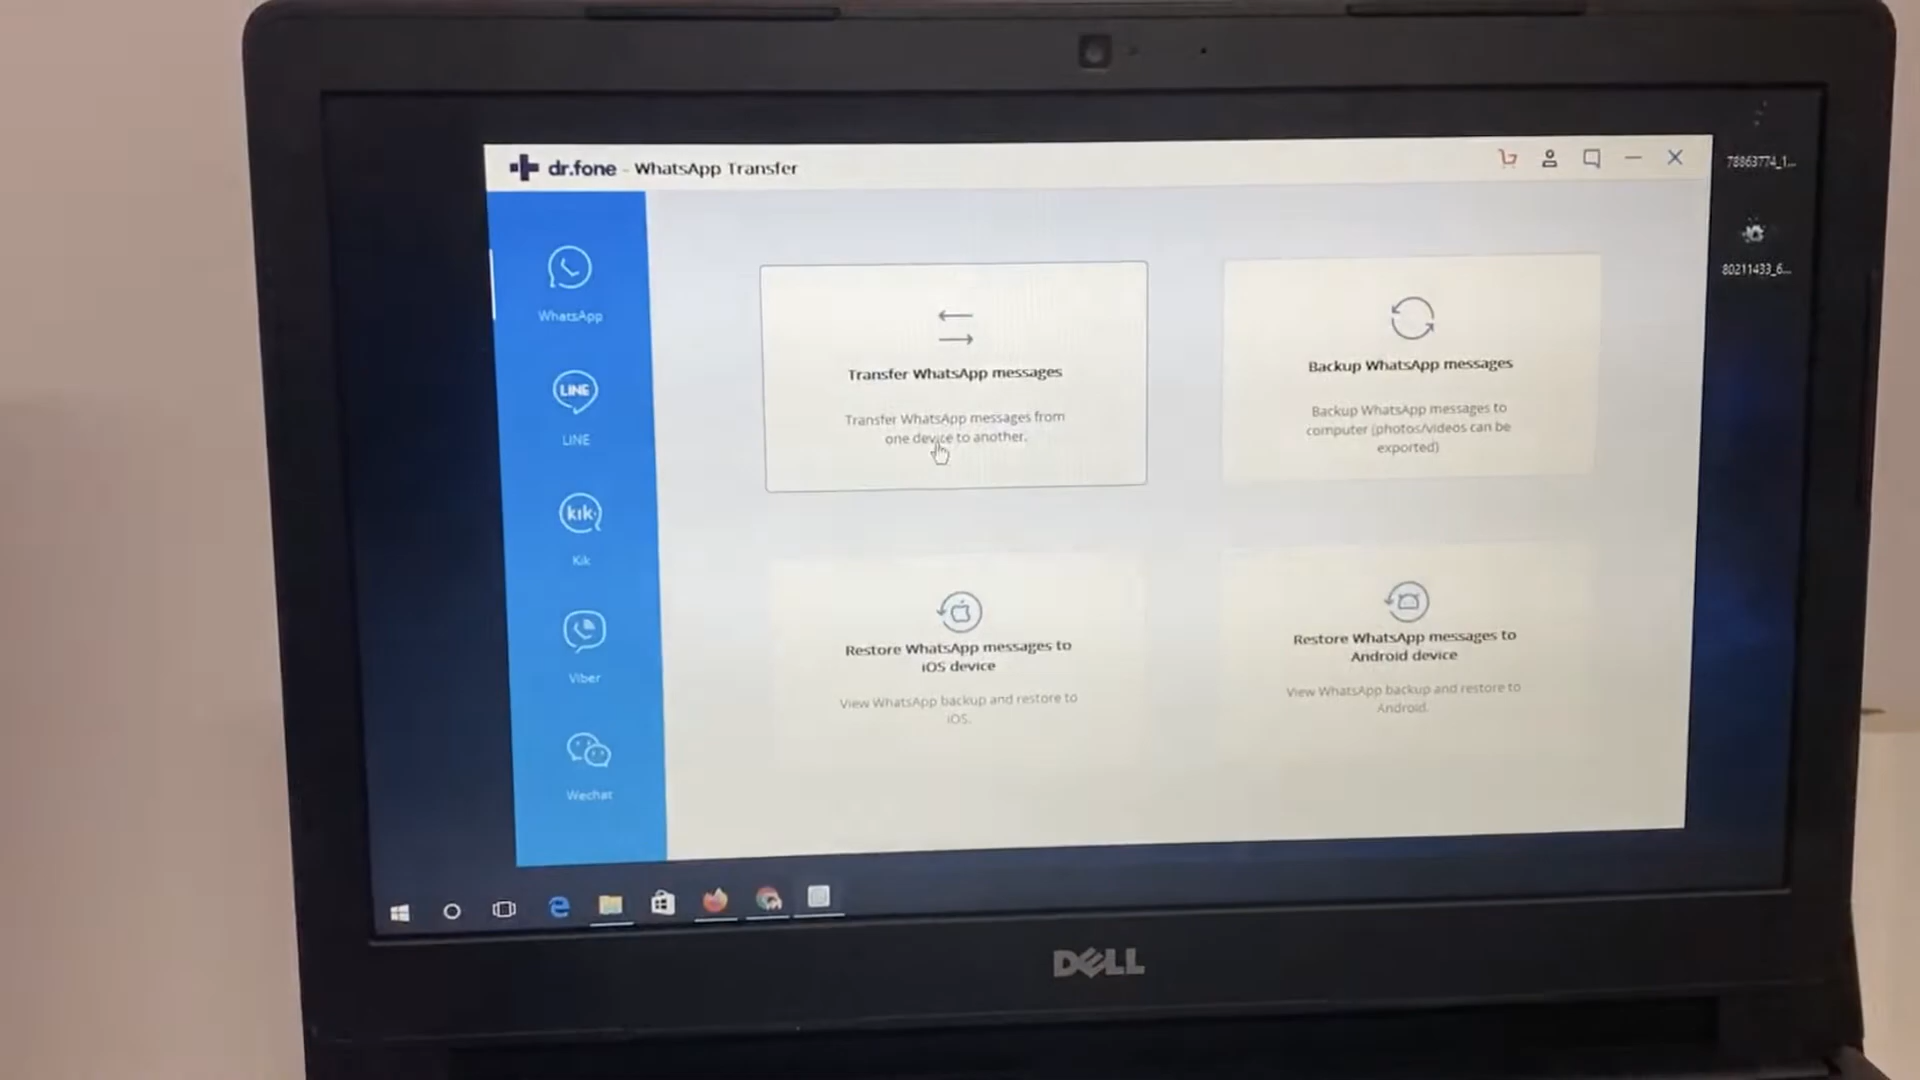 dr.fone - WhatsApp Transfer
78863774_1...
80211433_6...
WhatsApp
LINE
LINE
kik
Kik
Viber
Wechat
Transfer WhatsApp messages
Transfer WhatsApp messages from
one device to another.
Backup WhatsApp messages
Backup WhatsApp messages to
computer (photos/videos can be
exported)
Restore WhatsApp messages to
iOS device
View WhatsApp backup and restore to
iOS.
Restore WhatsApp messages to
Android device
View WhatsApp backup and restore to
Android.
DELL